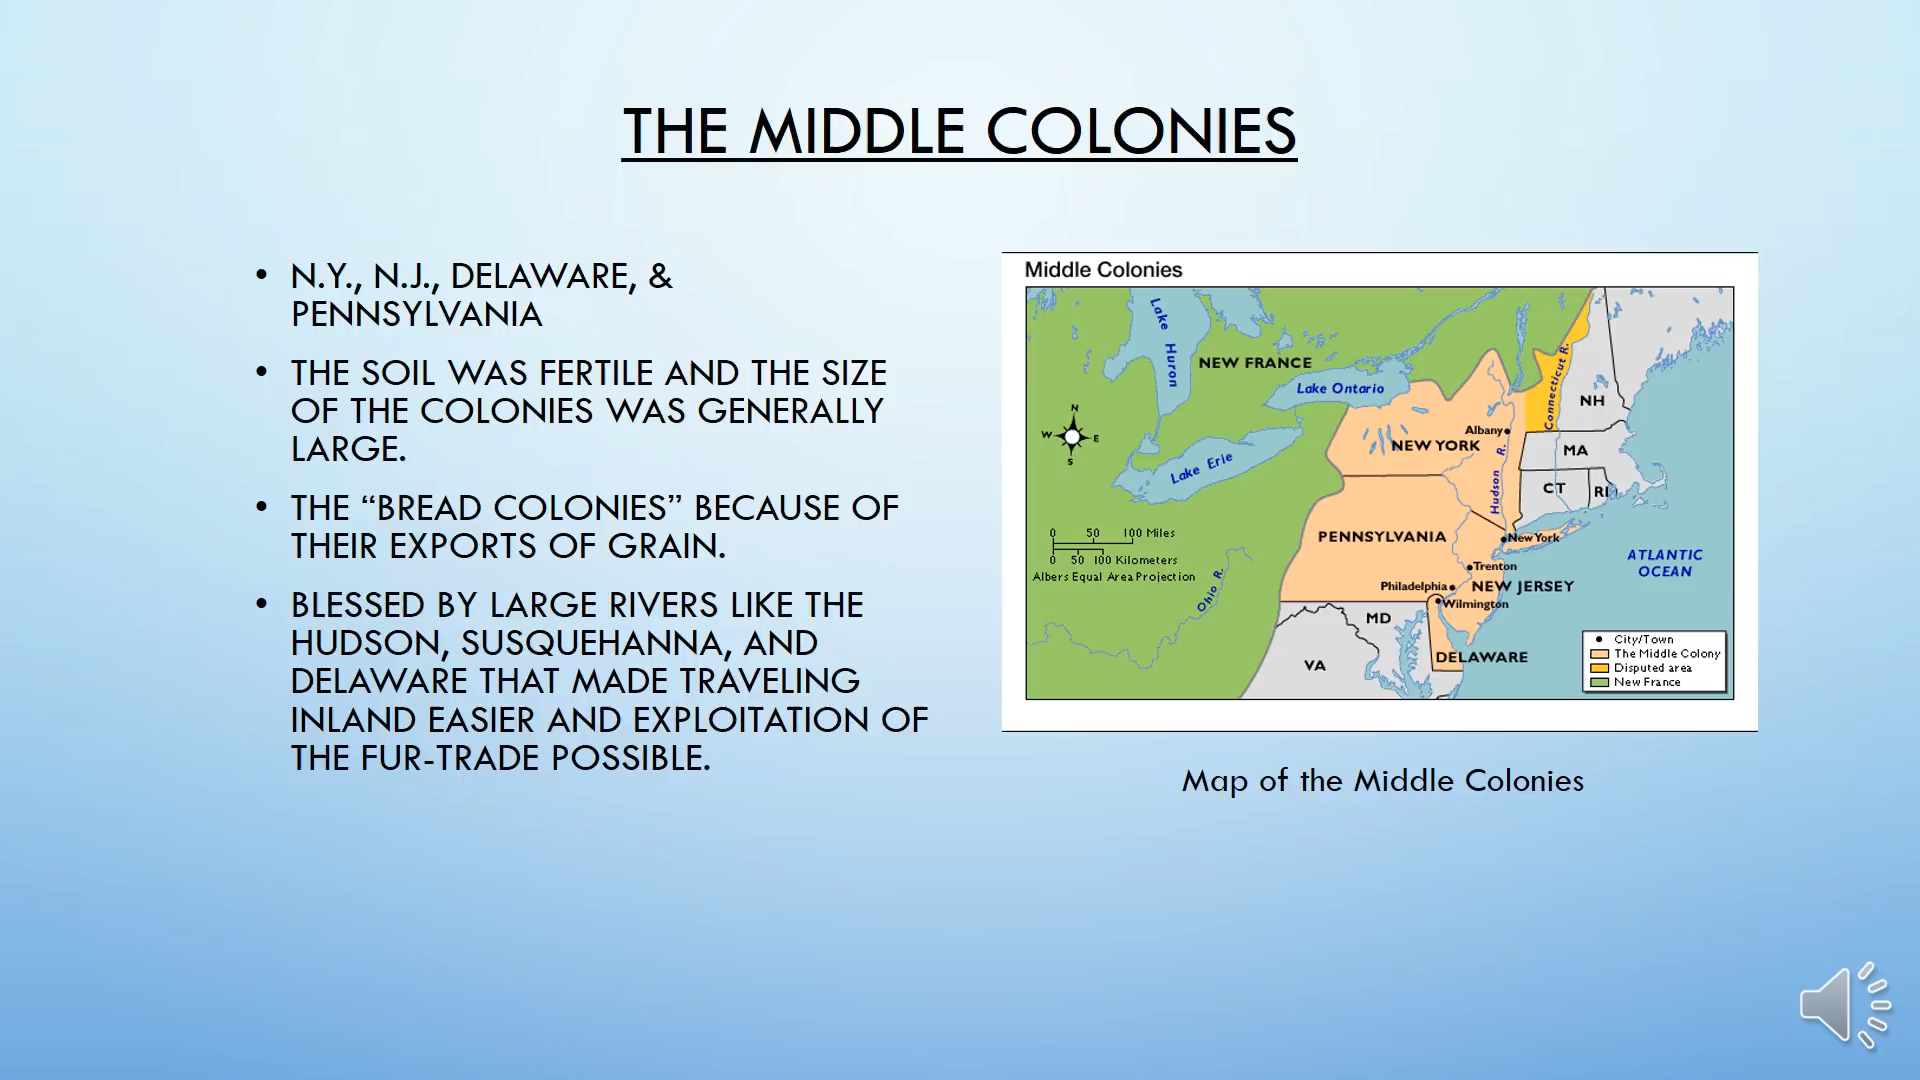 THE MIDDLE COLONIES
• N.Y., N.J., DELAWARE, &
PENNSYLVANIA
• THE SOIL WAS FERTILE AND THE SIZE
OF THE COLONIES WAS GENERALLY
LARGE.
• THE “BREAD COLONIES” BECAUSE OF
THEIR EXPORTS OF GRAIN.
• BLESSED BY LARGE RIVERS LIKE THE
HUDSON, SUSQUEHANNA, AND
DELAWARE THAT MADE TRAVELING
INLAND EASIER AND EXPLOITATION OF
THE FUR-TRADE POSSIBLE.
Middle Colonies
Lake Huron
NEW FRANCE
Lake Ontario
Connecticut R.
NH
N
W E
S
Albany
NEW YORK
MA
Lake Erie
Hudson R.
CT
RI
0 50 100 Miles
0 50 100 Kilometers
Albers Equal Area Projection
PENNSYLVANIA
New York
ATLANTIC
OCEAN
Trenton
Ohio R.
Philadelphia
NEW JERSEY
Wilmington
MD
VA
DELAWARE
City/Town
The Middle Colony
Disputed area
New France
Map of the Middle Colonies